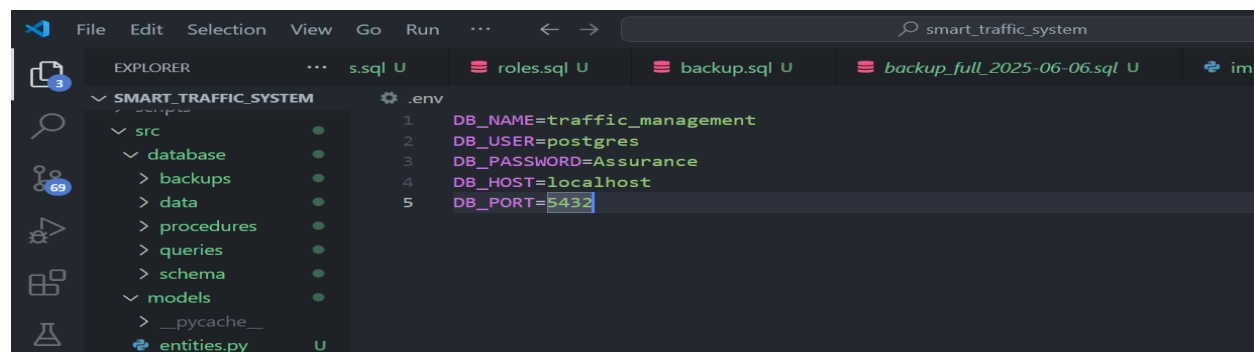 File Edit Selection View Go Run ··· smart_traffic_system
EXPLORER ··· s.sql U roles.sql U backup.sql U backup_full_2025-06-06.sql U im
3
SMART_TRAFFIC_SYSTEM .env
scripts
src
database
backups
data
procedures
queries
schema
models
__pycache__
entities.py U
69
1 DB_NAME=traffic_management
2 DB_USER=postgres
3 DB_PASSWORD=Assurance
4 DB_HOST=localhost
5 DB_PORT=5432